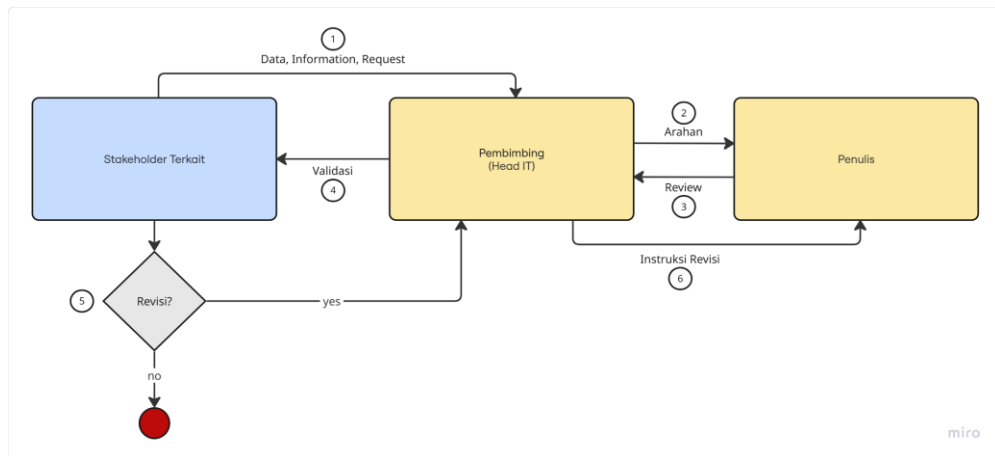 1
Data, Information, Request
Stakeholder Terkait
Pembimbing
(Head IT)
Penulis
2
Arahan
Validasi
4
Review
3
Instruksi Revisi
6
5
Revisi?
yes
no
miro